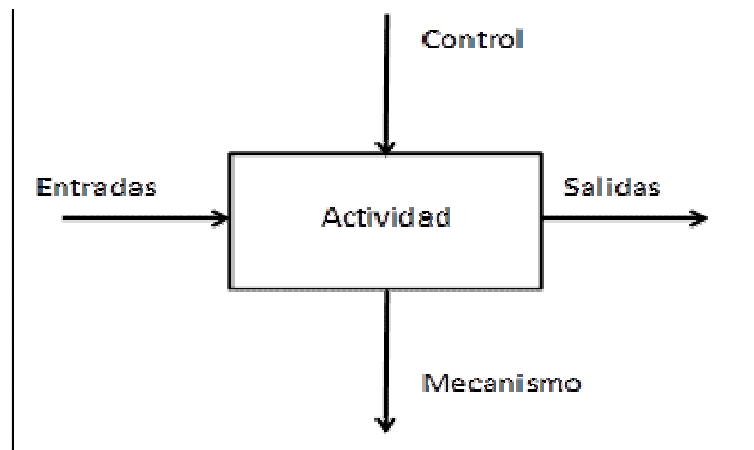 Control
Entradas
Salidas
Actividad
Mecanismo